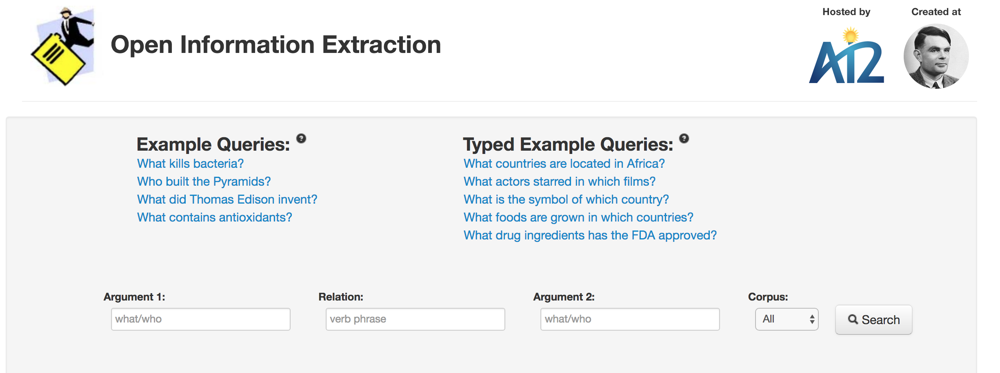 Hosted by
Created at
Open Information Extraction
AI2
Example Queries: ?
What kills bacteria?
Who built the Pyramids?
What did Thomas Edison invent?
What contains antioxidants?
Typed Example Queries: ?
What countries are located in Africa?
What actors starred in which films?
What is the symbol of which country?
What foods are grown in which countries?
What drug ingredients has the FDA approved?
Argument 1:
what/who
Relation:
verb phrase
Argument 2:
what/who
Corpus:
All
Search